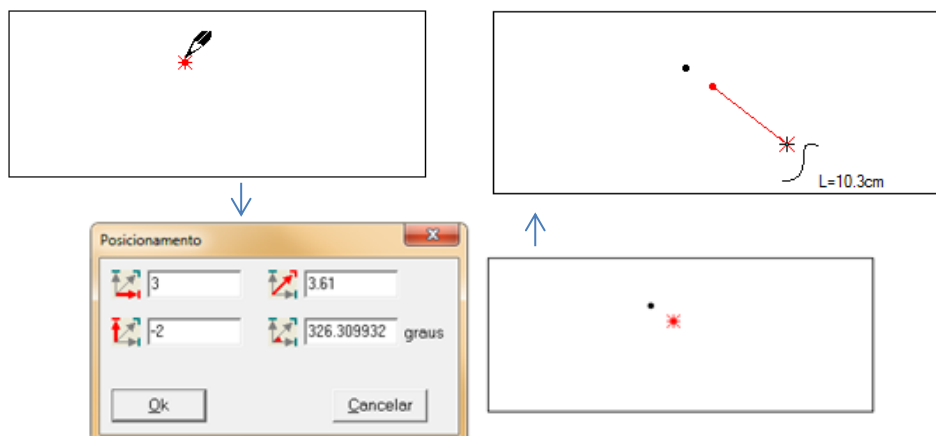 L=10.3cm
Posicionamento
3
3.61
-2
326.309932 graus
Ok
Cancelar